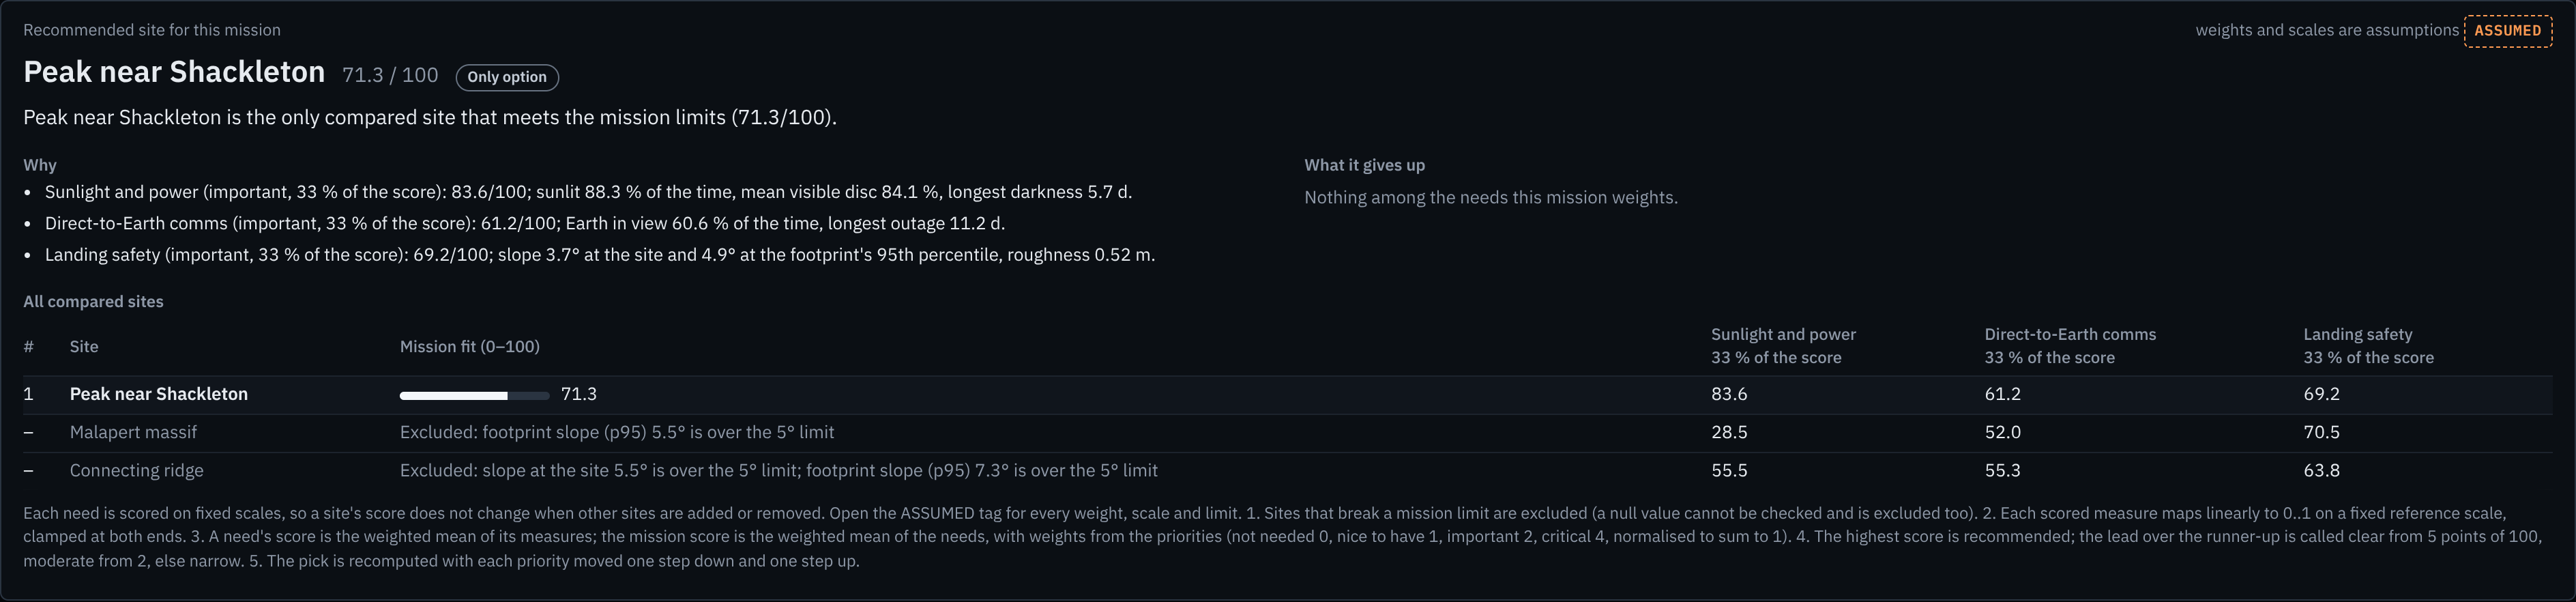 Recommended site for this mission
weights and scales are assumptions ASSUMED
Peak near Shackleton 71.3 / 100 Only option
Peak near Shackleton is the only compared site that meets the mission limits (71.3/100).
Why
• Sunlight and power (important, 33 % of the score): 83.6/100; sunlit 88.3 % of the time, mean visible disc 84.1 %, longest darkness 5.7 d.
• Direct-to-Earth comms (important, 33 % of the score): 61.2/100; Earth in view 60.6 % of the time, longest outage 11.2 d.
• Landing safety (important, 33 % of the score): 69.2/100; slope 3.7° at the site and 4.9° at the footprint's 95th percentile, roughness 0.52 m.
What it gives up
Nothing among the needs this mission weights.
All compared sites
# Site Mission fit (0–100) Sunlight and power 33 % of the score Direct-to-Earth comms 33 % of the score Landing safety 33 % of the score
1 Peak near Shackleton 71.3 83.6 61.2 69.2
– Malapert massif Excluded: footprint slope (p95) 5.5° is over the 5° limit 28.5 52.0 70.5
– Connecting ridge Excluded: slope at the site 5.5° is over the 5° limit; footprint slope (p95) 7.3° is over the 5° limit 55.5 55.3 63.8
Each need is scored on fixed scales, so a site's score does not change when other sites are added or removed. Open the ASSUMED tag for every weight, scale and limit. 1. Sites that break a mission limit are excluded (a null value cannot be checked and is excluded too). 2. Each scored measure maps linearly to 0..1 on a fixed reference scale,
clamped at both ends. 3. A need's score is the weighted mean of its measures; the mission score is the weighted mean of the needs, with weights from the priorities (not needed 0, nice to have 1, important 2, critical 4, normalised to sum to 1). 4. The highest score is recommended; the lead over the runner-up is called clear from 5 points of 100,
moderate from 2, else narrow. 5. The pick is recomputed with each priority moved one step down and one step up.